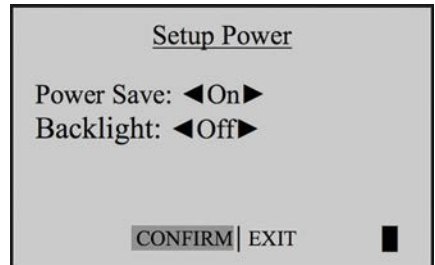 Setup Power
Power Save: ◀On▶
Backlight: ◀Off▶
CONFIRM| EXIT